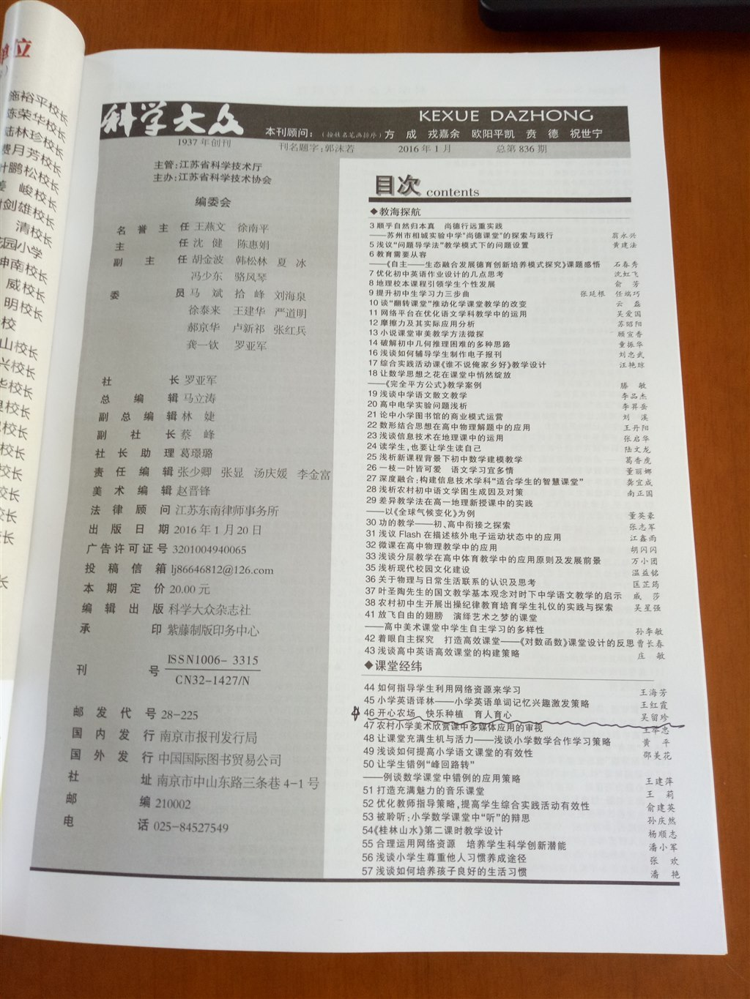 位
施裕平校长
陈荣华校长
陆林珍校长
费月芳校长
叶鹏松校长
峻校长
剑雄校长
清校长
花园小学
坤南校长
威校长
明校长
校
山校长
兴校长
华校长
校长
校长
校长
校长
校长
校长
长
长
科学大众
KEXUE DAZHONG
本刊顾问：（按姓名笔画排序）方 成 戎嘉余 欧阳平凯 贲 德 祝世宁
1937 年创刊 刊名题字：郭沫若 2016 年 1 月 总第 836 期
主管：江苏省科学技术厅
主办：江苏省科学技术协会
编委会
名誉主任 王燕文 徐南平
主任 沈 健 陈惠娟
副主任 胡金波 韩松林 夏 冰
冯少东 骆风琴
委员 马 斌 拾 峰 刘海泉
徐泰来 王建华 严道明
郝京华 卢新祁 张红兵
龚一钦 罗亚军
社长 罗亚军
总编辑 马立涛
副总编辑 林 婕
副社长 蔡 峰
社长助理 葛璟璐
责任编辑 张少卿 张显 汤庆媛 李金富
美术编辑 赵晋锋
法律顾问 江苏东南律师事务所
出版日期 2016 年 1 月 20 日
广告许可证号 3201004940065
投稿信箱 lj86646812@126.com
本期定价 20.00 元
编辑出版 科学大众杂志社
承印 紫藤制版印务中心
刊号 ISSN1006- 3315
CN32-1427/N
邮发代号 28-225
国内发行 南京市报刊发行局
国外发行 中国国际图书贸易公司
社址 南京市中山东路三条巷 4-1 号
邮编 210002
电话 025-84527549
目次 contents
◆教海探航
3 顺乎自然归本真 尚德行远重实践
——苏州市相城实验中学“尚德课堂”的探索与践行 翁永兴
5 浅议“问题导学法”教学模式下的问题设置 黄建法
6 教育需要从容
——《自主——生态融合发展德育创新培养模式探究》课题感悟 石春秀
7 优化初中英语作业设计的几点思考 沈虹飞
8 地理校本课程引领学生个性发展 俞 芳
9 提升初中生学习力三步曲 张延根 任端巧
10 谈“翻转课堂”推动化学课堂教学的改变 云 磊
11 网络平台在优化语文学科教学中的运用 吴爱国
12 摩擦力及其实际应用分析 苏昭阳
13 小说课堂审美教学方法微探 顾宣香
14 破解初中几何推理困难的多种思路 童振华
16 浅谈如何辅导学生制作电子报刊 刘忠武
17 综合实践活动课《谁不说俺家乡好》教学设计 汪艳琼
18 让数学思想之花在课堂中悄然绽放
——《完全平方公式》教学案例 滕 敏
19 浅谈中学语文散文教学 李品杰
20 高中电学实验问题浅析 李昇岳
21 论中小学图书馆的商业模式运营 刘 溪
22 数形结合思想在高中物理解题中的应用 王丹阳
23 浅谈信息技术在地理课中的运用 张启华
24 读学生，也要让学生读自己 陆文龙
25 浅析新课程背景下初中数学建模教学 葛香虎
26 一枝一叶皆可爱 语文学习宜多情 董丽娜
27 深度融合：构建信息技术学科“适合学生的智慧课堂” 龚宜成
28 浅析农村初中语文学困生成因及对策 南正国
29 差异教学法在高一地理新授课中的实践
——以《全球气候变化》为例 董英豪
30 功的教学——初、高中衔接之探索 张志军
31 浅议 Flash 在描述核外电子运动状态中的应用 江鑫雨
32 微课在高中物理教学中的应用 胡闪闪
33 浅谈分层教学在高中体育教学中的应用原则及发展前景 万小团
35 浅析现代校园文化建设 温益铭
36 关于物理与日常生活联系的认识及思考 匡芷筠
37 叶圣陶先生的国文教学基本观念对时下中学语文教学的启示 戚 莎
38 农村初中生开展出操纪律教育培育学生礼仪的实践与探索 吴星强
41 放飞自由的翅膀 演绎艺术之梦的课堂
——高中美术课堂中学生自主学习的多样性 孙李敏
42 着眼自主探究 打造高效课堂——《对数函数》课堂设计的反思 曹长春
43 浅谈高中英语高效课堂的构建策略 庄 敏
◆课堂经纬
44 如何指导学生利用网络资源来学习 王海芳
45 小学英语译林——小学英语单词记忆兴趣激发策略 王红霞
46 开心农场 快乐种植 育人育心 吴留珍
47 农村小学美术欣赏课中多媒体应用的审视 王本忠
48 让课堂充满生机与活力——浅谈小学数学合作学习策略 黄 平
49 浅谈如何提高小学语文课堂的有效性 邵美花
50 让学生错例“峰回路转”
——例谈数学课堂中错例的应用策略 王建萍
51 打造充满魅力的音乐课堂 王 莉
52 优化教师指导策略，提高学生综合实践活动有效性 俞建英
53 被聆听：小学数学课堂中“听”的辩思 孙庆然
54《桂林山水》第二课时教学设计 杨顺志
55 合理运用网络资源 培养学生科学创新潜能 潘小军
56 浅谈小学生尊重他人习惯养成途径 张 欢
57 浅谈如何培养孩子良好的生活习惯 潘 艳